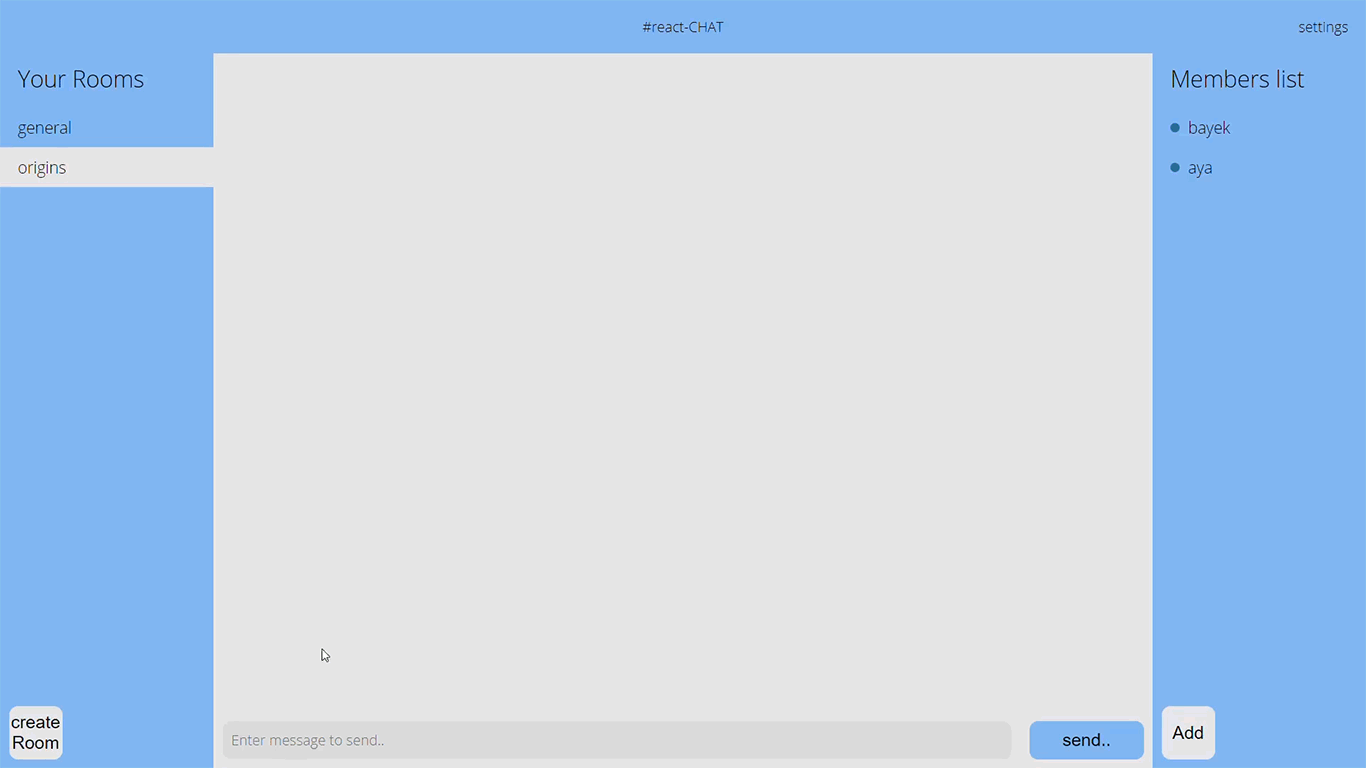 #react-CHAT
settings
Your Rooms
general
origins
create
Room
Enter message to send..
send..
Members list
bayek
aya
Add